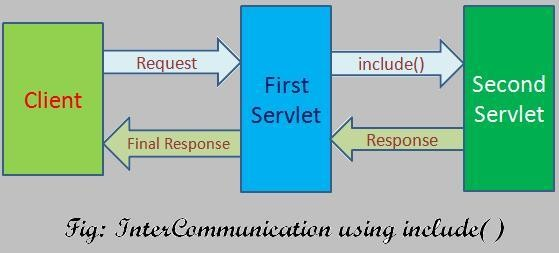 Client
Request
Final Response
First
Servlet
include()
Response
Second
Servlet
Fig: InterCommunication using include( )